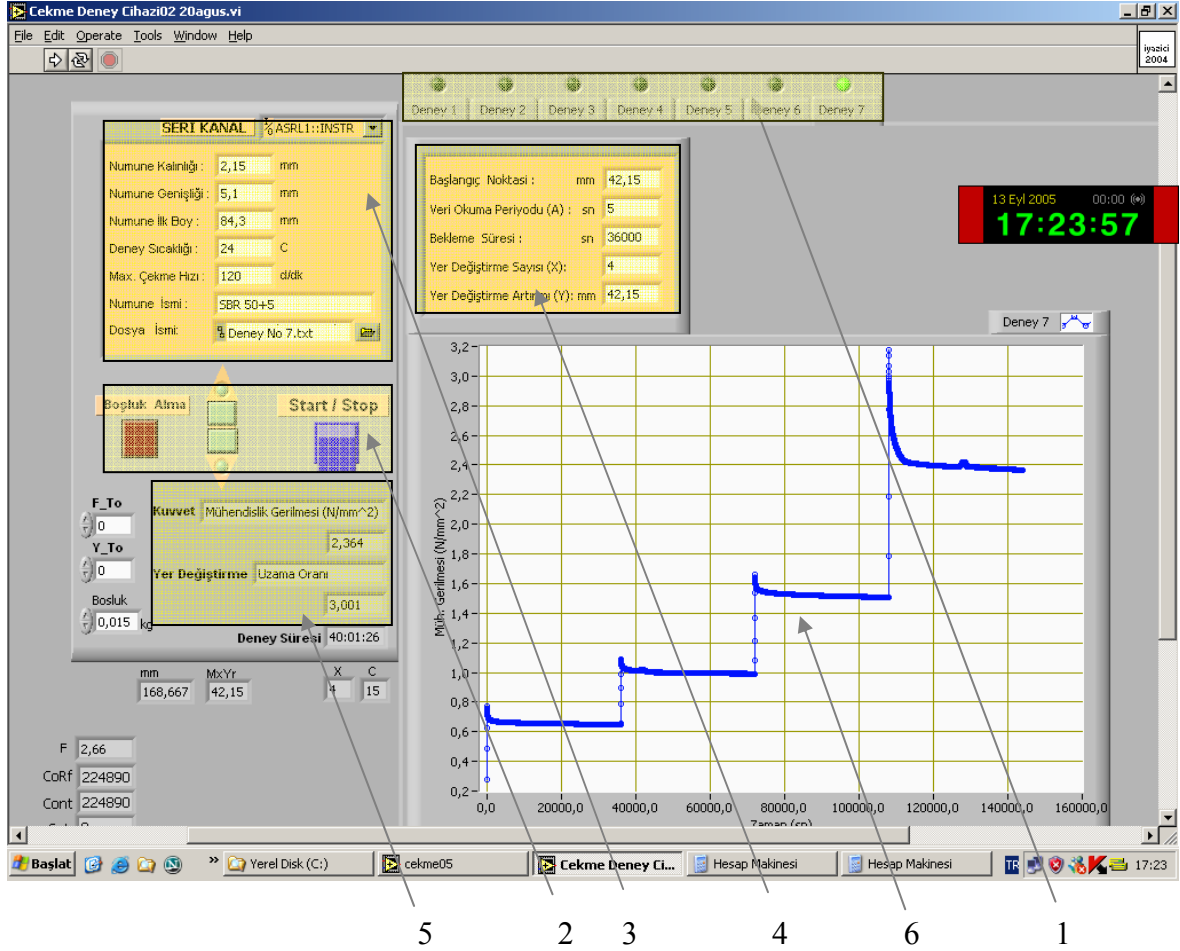 Cekme Deney Cihazi02 20agus.vi
File Edit Operate Tools Window Help
iyazici
2004
Deney 1 Deney 2 Deney 3 Deney 4 Deney 5 Deney 6 Deney 7
SERI KANAL ASRL1::INSTR
Numune Kalınlığı : 2,15 mm
Numune Genişliği : 5,1 mm
Numune İlk Boy : 84,3 mm
Deney Sıcaklığı : 24 C
Max. Çekme Hızı : 120 d/dk
Numune İsmi : SBR 50+5
Dosya İsmi: Deney No 7.txt
Başlangıç Noktasi : mm 42,15
Veri Okuma Periyodu (A) : sn 5
Bekleme Süresi : sn 36000
Yer Değiştirme Sayısı (X): 4
Yer Değiştirme Artırımı (Y): mm 42,15
13 Eyl 2005 00:00
17:23:57
Boşluk Alma
Start / Stop
F_To
0
Y_To
0
Bosluk
0,015 kg
Kuvvet Mühendislik Gerilmesi (N/mm^2)
2,364
Yer Değiştirme Uzama Oranı
3,001
Deney Süresi 40:01:26
mm MxYr X C
168,667 42,15 4 15
F 2,66
CoRf 224890
Cont 224890
Deney 7
Müh. Gerilmesi (N/mm^2)
3,2
3,0
2,8
2,6
2,4
2,2
2,0
1,8
1,6
1,4
1,2
1,0
0,8
0,6
0,4
0,2
0,0 20000,0 40000,0 60000,0 80000,0 100000,0 120000,0 140000,0 160000,0
Zaman (sn)
Başlat » Yerel Disk (C:) cekme05 Cekme Deney Ci... Hesap Makinesi Hesap Makinesi TR 17:23
5 2 3 4 6 1